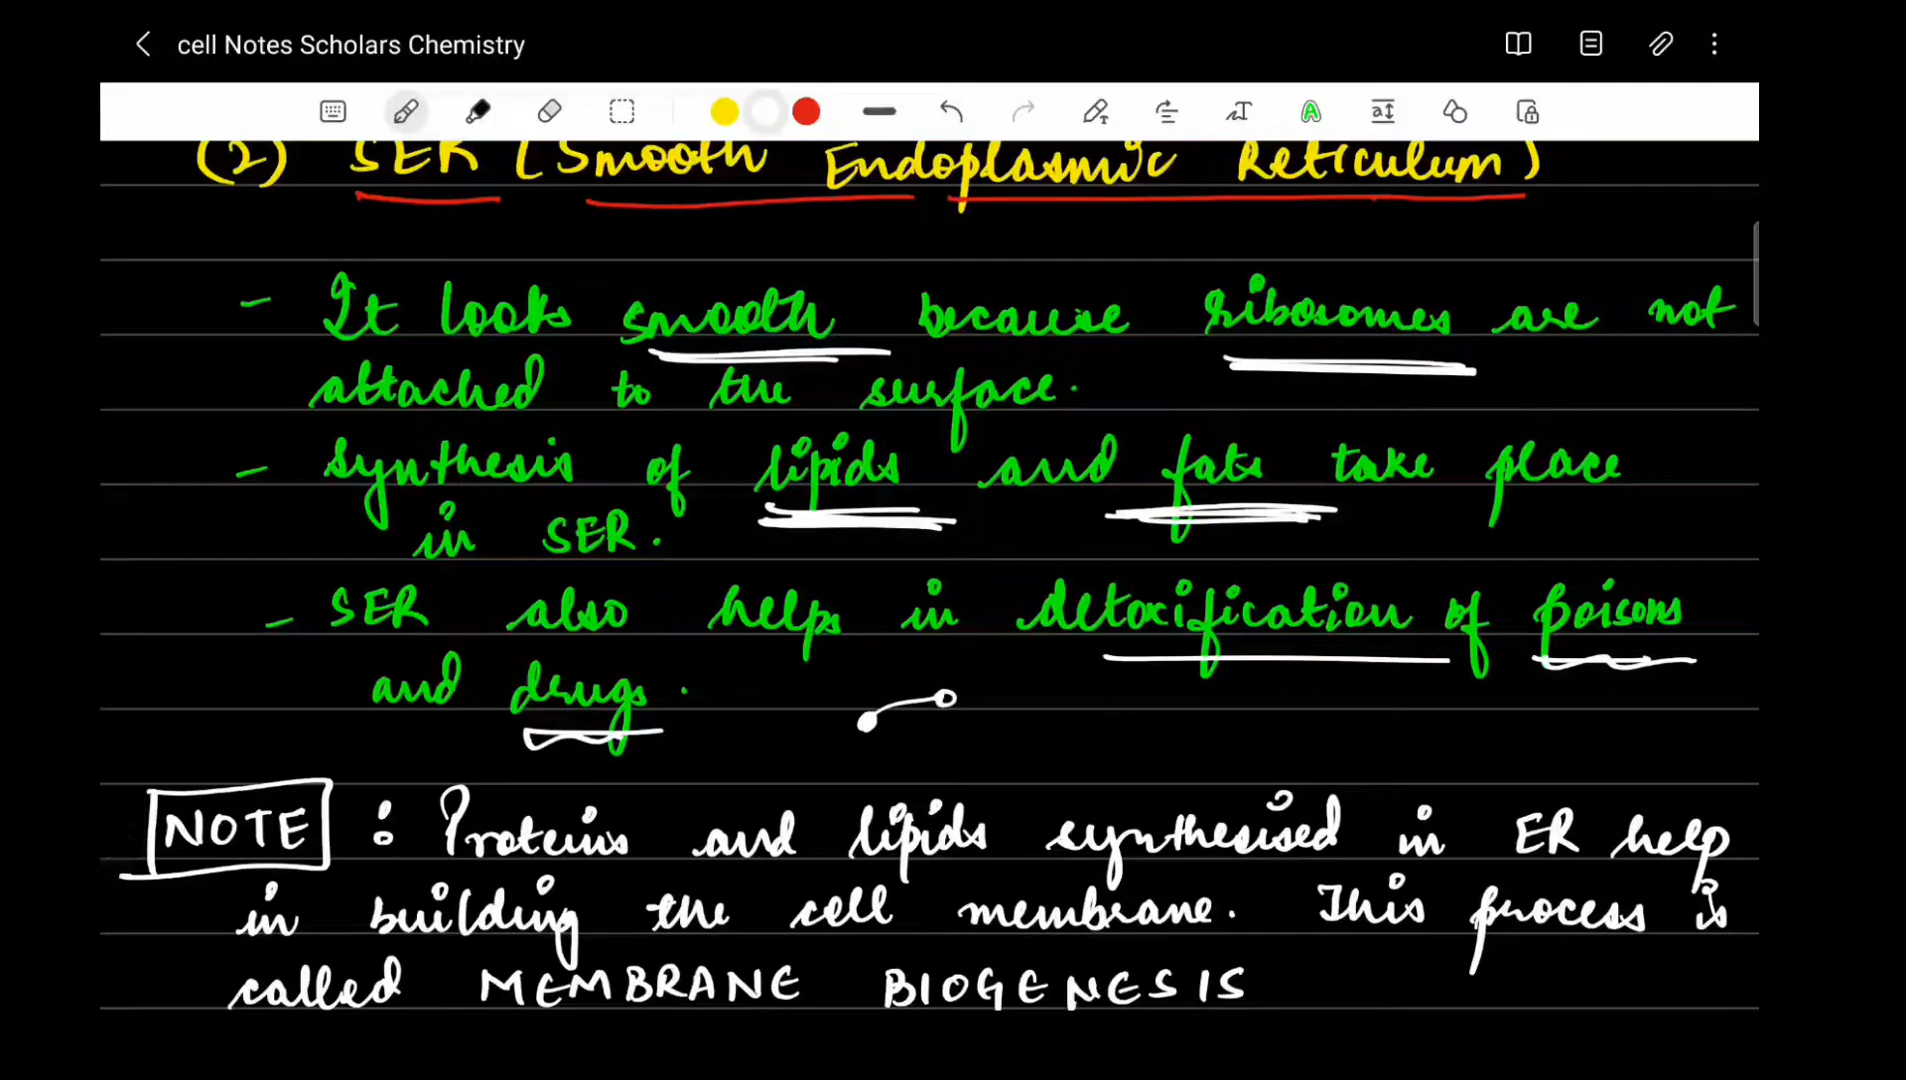 cell Notes Scholars Chemistry
(2) SER (Smooth Endoplasmic Reticulum)
- It looks smooth because ribosomes are not
attached to the surface.
- synthesis of lipids and fats take place
in SER.
- SER also helps in detoxification of poisons
and drugs.
NOTE : Proteins and lipids synthesised in ER help
in building the cell membrane. This process is
called MEMBRANE BIOGENESIS